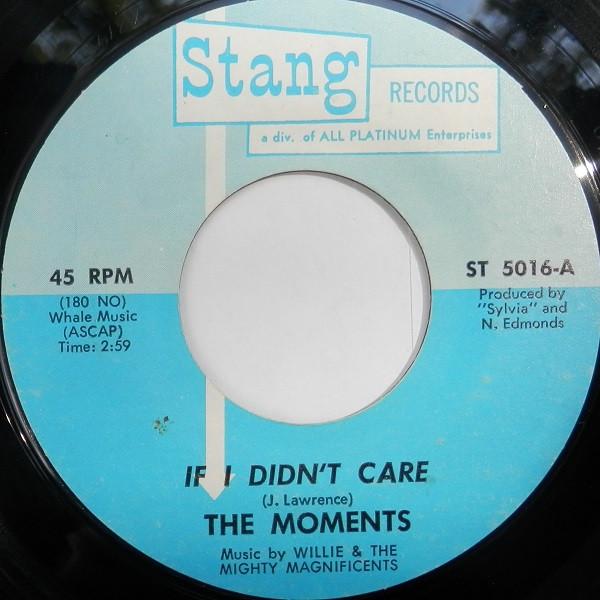 Stang
RECORDS
a div. of ALL PLATINUM Enterprises
45 RPM
(180 NO)
Whale Music
(ASCAP)
Time: 2:59
ST 5016-A
Produced by
"Sylvia" and
N. Edmonds
IF I DIDN'T CARE
(J. Lawrence)
THE MOMENTS
Music by WILLIE & THE
MIGHTY MAGNIFICENTS